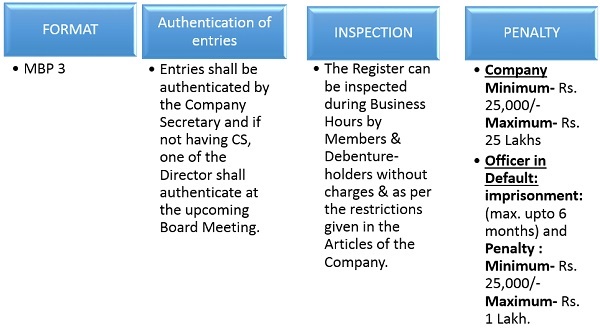 FORMAT
• MBP 3
Authentication of
entries
• Entries shall be
authenticated by
the Company
Secretary and if
not having CS,
one of the
Director shall
authenticate at
the upcoming
Board Meeting.
INSPECTION
• The Register can
be inspected
during Business
Hours by
Members &
Debenture-
holders without
charges & as per
the restrictions
given in the
Articles of the
Company.
PENALTY
• Company
Minimum- Rs.
25,000/-
Maximum- Rs.
25 Lakhs
• Officer in
Default:
imprisonment:
(max. upto 6
months) and
Penalty :
Minimum- Rs.
25,000/-
Maximum- Rs.
1 Lakh.